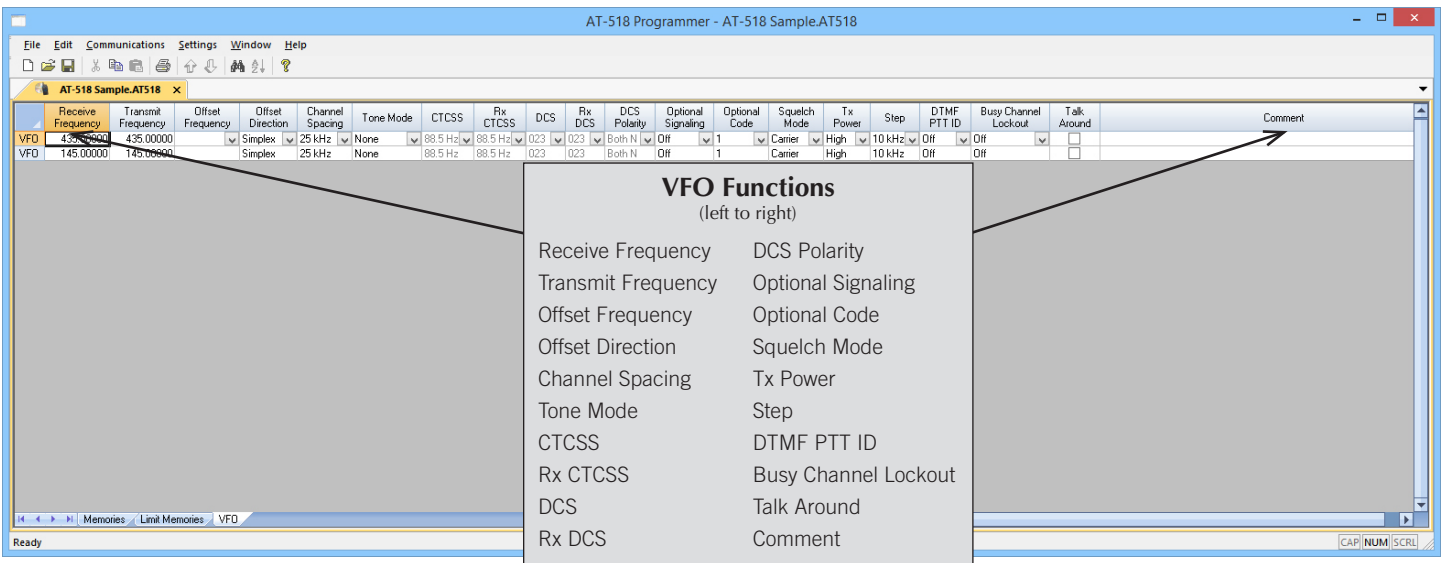 AT-518 Programmer - AT-518 Sample.AT518
File Edit Communications Settings Window Help
AT-518 Sample.AT518
Receive Frequency Transmit Frequency Offset Frequency Offset Direction Channel Spacing Tone Mode CTCSS Rx CTCSS DCS Rx DCS DCS Polarity Optional Signaling Optional Code Squelch Mode Tx Power Step DTMF PTT ID Busy Channel Lockout Talk Around Comment
VFO 435.00000 435.00000 Simplex 25 kHz None 88.5 Hz 88.5 Hz 023 023 Both N Off 1 Carrier High 10 kHz Off Off
VFO 145.00000 145.00000 Simplex 25 kHz None 88.5 Hz 88.5 Hz 023 023 Both N Off 1 Carrier High 10 kHz Off Off
VFO Functions
(left to right)
Receive Frequency
Transmit Frequency
Offset Frequency
Offset Direction
Channel Spacing
Tone Mode
CTCSS
Rx CTCSS
DCS
Rx DCS
DCS Polarity
Optional Signaling
Optional Code
Squelch Mode
Tx Power
Step
DTMF PTT ID
Busy Channel Lockout
Talk Around
Comment
Memories Limit Memories VFO
Ready CAP NUM SCRL